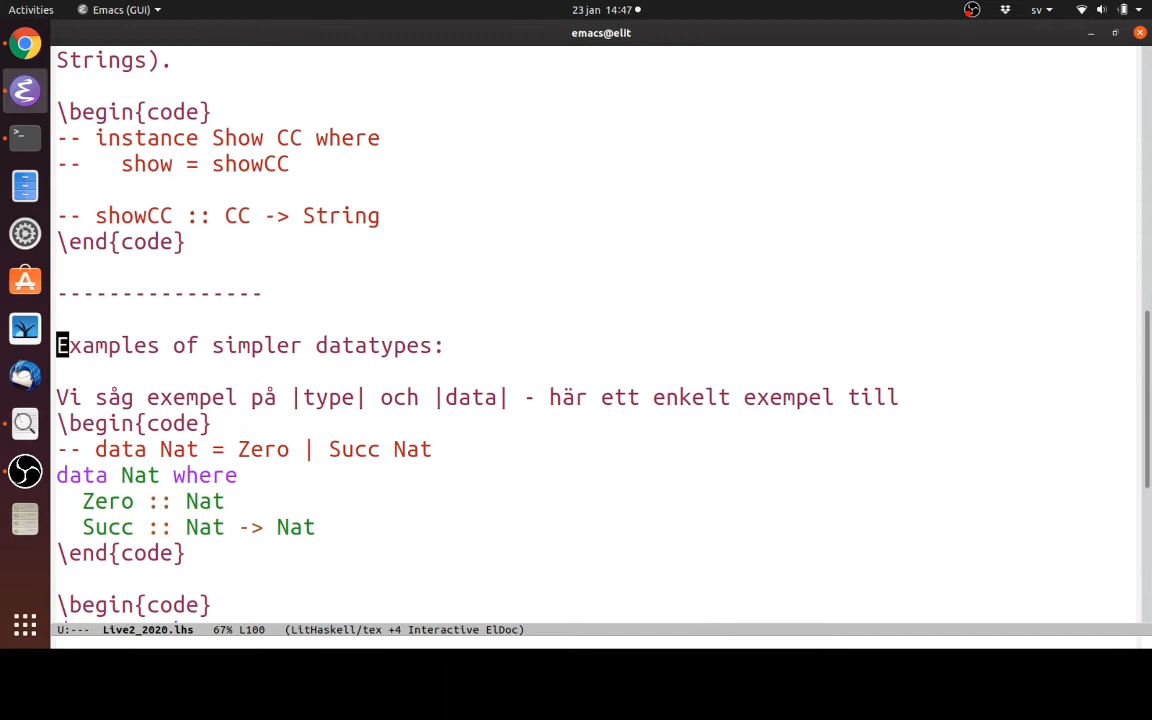 Activities
Emacs (GUI)
23 jan 14:47
sv
emacs@elit
Strings).
\begin{code}
-- instance Show CC where
--   show = showCC
-- showCC :: CC -> String
\end{code}
----------------
Examples of simpler datatypes:
Vi såg exempel på |type| och |data| - här ett enkelt exempel till
\begin{code}
-- data Nat = Zero | Succ Nat
data Nat where
  Zero :: Nat
  Succ :: Nat -> Nat
\end{code}
\begin{code}
U:---  Live2_2020.lhs   67% L100   (LitHaskell/tex +4 Interactive ElDoc)